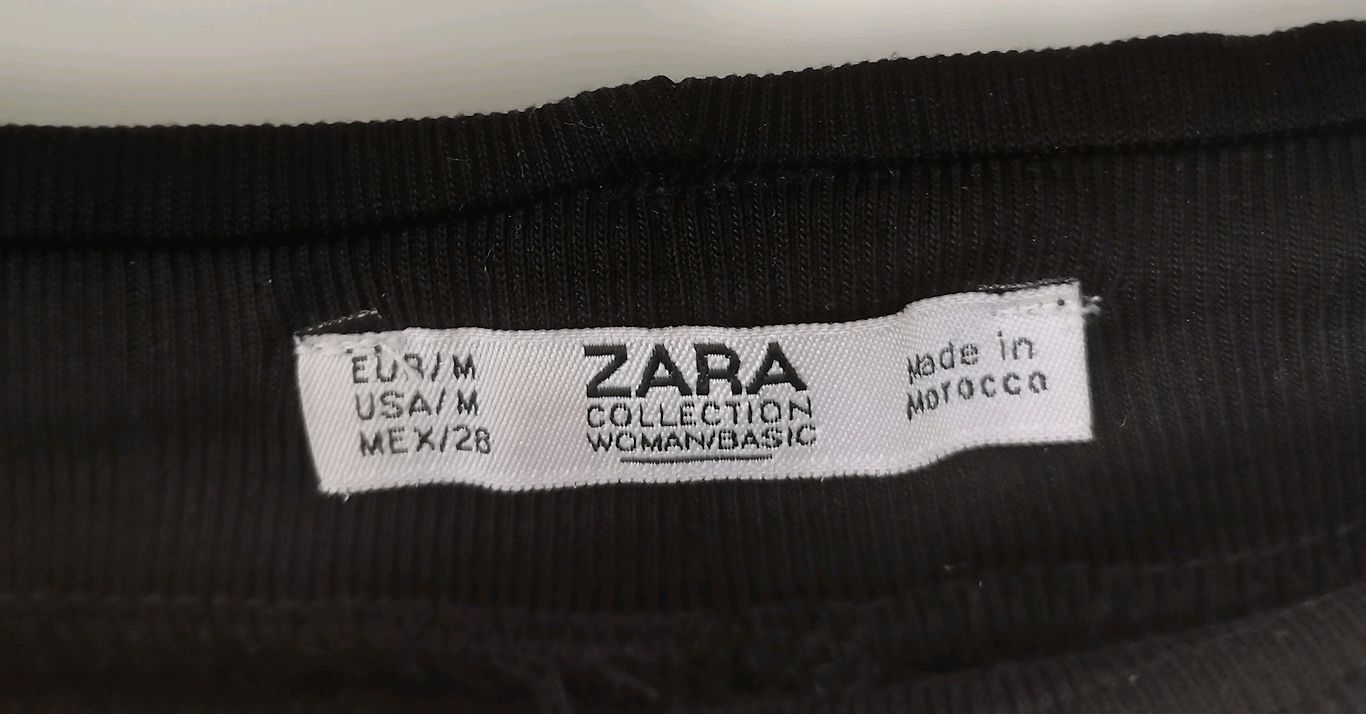 EUR/M
USA/M
MEX/28
ZARA
COLLECTION
WOMAN/BASIC
Made in
Morocco